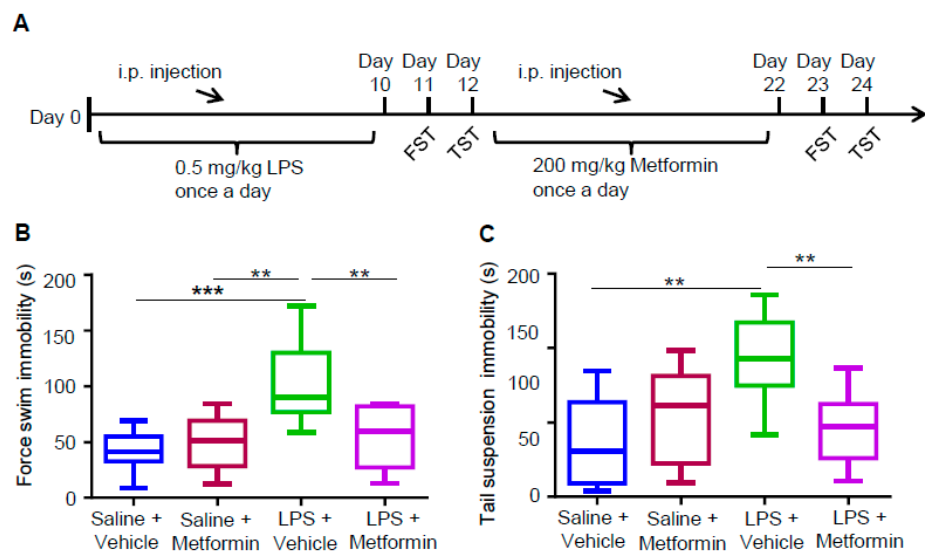 A
i.p. injection
Day 10
Day 11
Day 12
i.p. injection
Day 22
Day 23
Day 24
Day 0
FST
TST
FST
TST
0.5 mg/kg LPS
once a day
200 mg/kg Metformin
once a day
B
Force swim immobility (s)
200
150
100
50
0
***
**
**
Saline +
Vehicle
Saline +
Metformin
LPS +
Vehicle
LPS +
Metformin
C
Tail suspension immobility (s)
200
150
100
50
0
**
**
Saline +
Vehicle
Saline +
Metformin
LPS +
Vehicle
LPS +
Metformin